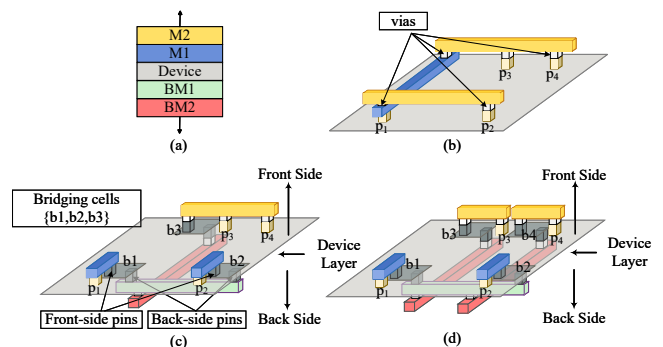 M2
M1
Device
BM1
BM2
(a)
vias
p3
p4
p1
p2
(b)
Bridging cells
{b1,b2,b3}
Front Side
b3
p3
p4
b1
b2
p1
p2
Device
Layer
Front-side pins
Back-side pins
Back Side
(c)
Front Side
b3
p3
b4
p4
b1
b2
p1
p2
Device
Layer
Back Side
(d)